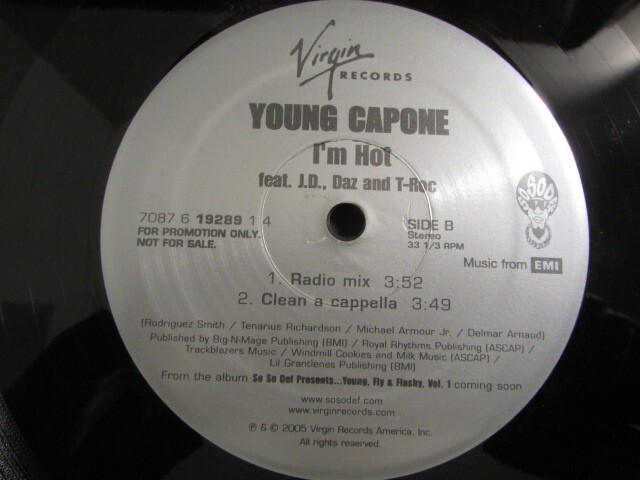 Virgin
RECORDS
YOUNG CAPONE
I'm Hot
feat. J.D., Daz and T-Roc
7087 6 19289 1 4
FOR PROMOTION ONLY.
NOT FOR SALE.
SIDE B
Stereo
33 1/3 RPM
SO SO DEF
Music from EMI
1. Radio mix 3:52
2. Clean a cappella 3:49
(Rodriguez Smith / Tenarius Richardson / Michael Armour Jr. / Delmar Arnaud)
Published by Big-N-Mage Publishing (BMI) / Royal Rhythms Publishing (ASCAP) /
Trackblazers Music / Windmill Cookies and Milk Music (ASCAP) /
Lil Grantlenes Publishing (BMI)
From the album So So Def Presents...Young, Fly & Flashy, Vol. 1 coming soon
www.sosodef.com
www.virginrecords.com
℗ & © 2005 Virgin Records America, Inc.
All rights reserved.